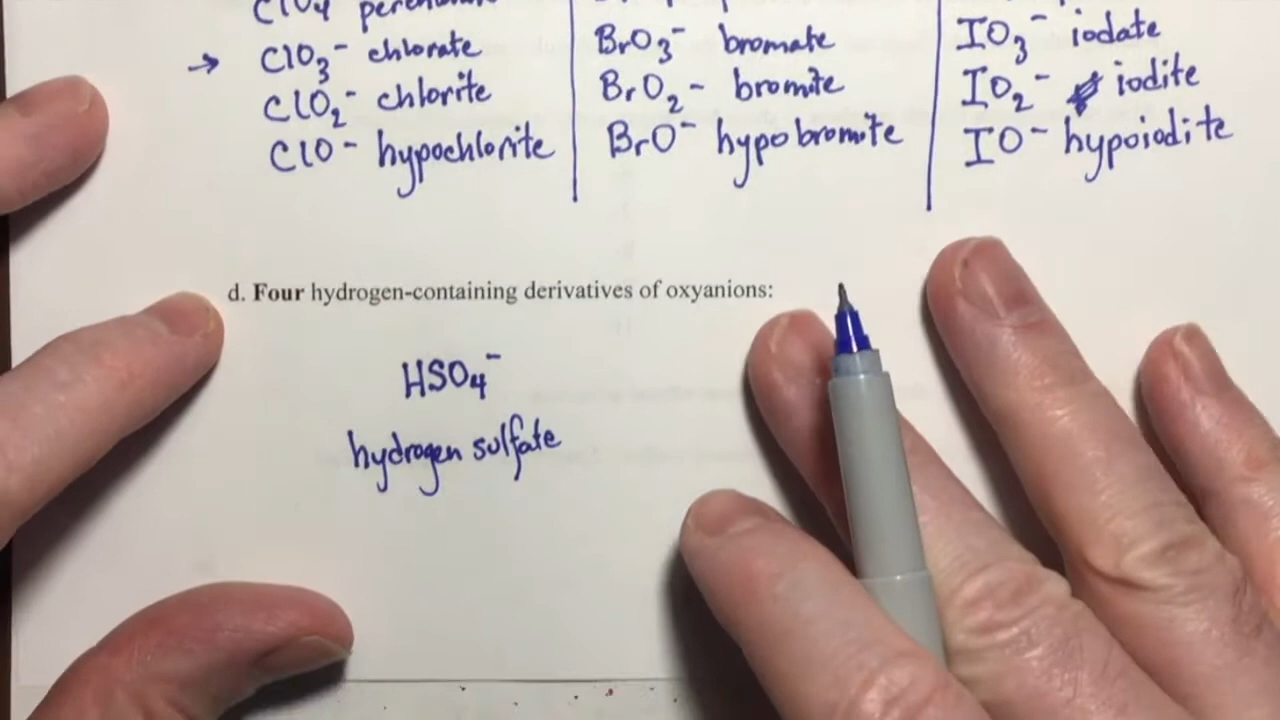 ClO4
→ ClO3- chlorate BrO3- bromate IO3- iodate
ClO2- chlorite BrO2- bromite IO2- iodite
ClO- hypochlorite BrO- hypobromite IO- hypoiodite
d. Four hydrogen-containing derivatives of oxyanions:
HSO4-
hydrogen sulfate